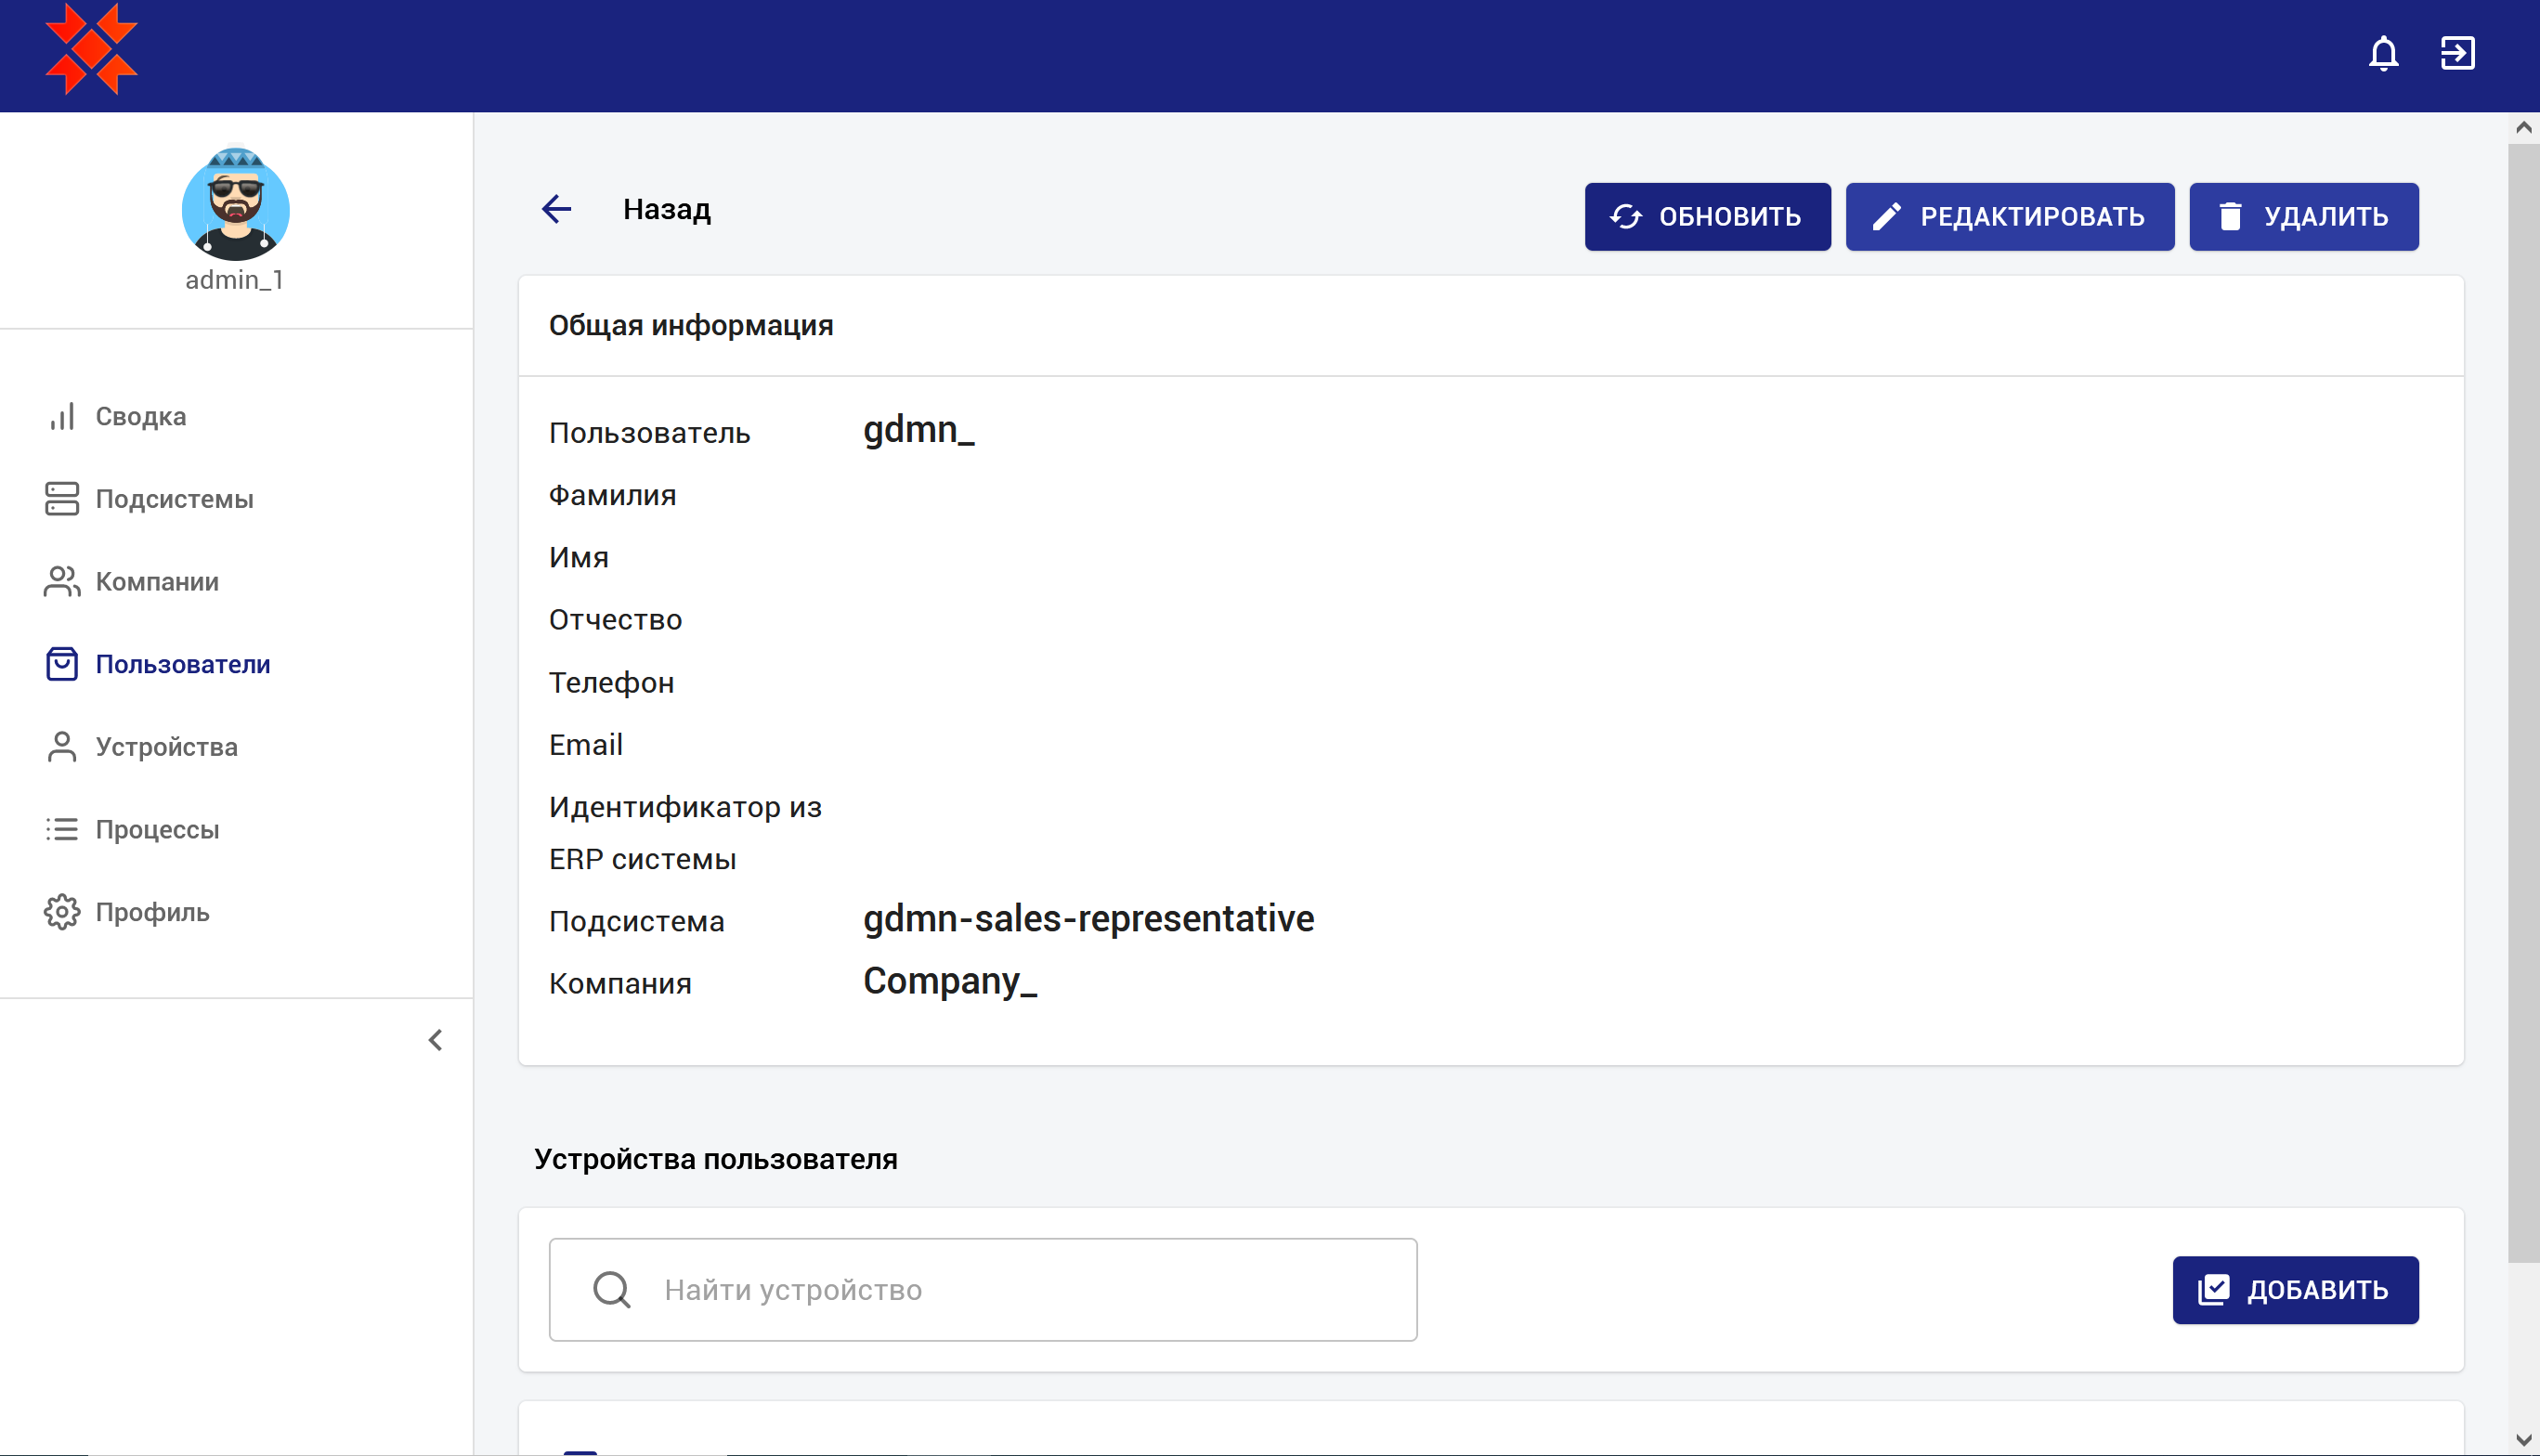 admin_1
Сводка
Подсистемы
Компании
Пользователи
Устройства
Процессы
Профиль
Назад
ОБНОВИТЬ
РЕДАКТИРОВАТЬ
УДАЛИТЬ
Общая информация
Пользователь gdmn_
Фамилия
Имя
Отчество
Телефон
Email
Идентификатор из
ERP системы
Подсистема gdmn-sales-representative
Компания Company_
Устройства пользователя
Найти устройство
ДОБАВИТЬ